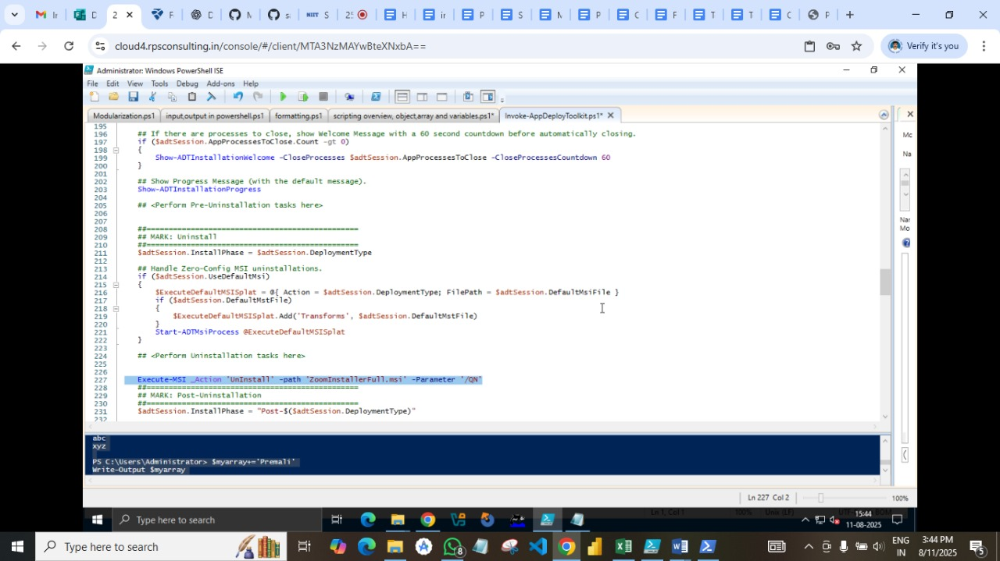 cloud4.rpsconsulting.in/console/#/client/MTA3NzMAYwBteXNxbA==
Verify it's you
Administrator: Windows PowerShell ISE
File Edit View Tools Debug Add-ons Help
Modularization.ps1 input,output in powershell.ps1 formatting.ps1 scripting overview, object,array and variables.ps1* Invoke-AppDeployToolkit.ps1* X
195
196 ## If there are processes to close, show Welcome Message with a 60 second countdown before automatically closing.
197 if ($adtSession.AppProcessesToClose.Count -gt 0)
198 {
199 Show-ADTInstallationWelcome -CloseProcesses $adtSession.AppProcessesToClose -CloseProcessesCountdown 60
200 }
201
202 ## Show Progress Message (with the default message).
203 Show-ADTInstallationProgress
204
205 ## <Perform Pre-Uninstallation tasks here>
206
207
208 ##================================================
209 ## MARK: Uninstall
210 ##================================================
211 $adtSession.InstallPhase = $adtSession.DeploymentType
212
213 ## Handle Zero-Config MSI uninstallations.
214 if ($adtSession.UseDefaultMsi)
215 {
216 $ExecuteDefaultMSISplat = @{ Action = $adtSession.DeploymentType; FilePath = $adtSession.DefaultMsiFile }
217 if ($adtSession.DefaultMstFile)
218 {
219 $ExecuteDefaultMSISplat.Add('Transforms', $adtSession.DefaultMstFile)
220 }
221 Start-ADTMsiProcess @ExecuteDefaultMSISplat
222 }
223
224 ## <Perform Uninstallation tasks here>
225
226
227 Execute-MSI _Action 'UnInstall' -path 'ZoomInstallerFull.msi' -Parameter '/QN'
228 ##================================================
229 ## MARK: Post-Uninstallation
230 ##================================================
231 $adtSession.InstallPhase = "Post-$($adtSession.DeploymentType)"
232
abc
xyz
PS C:\Users\Administrator> $myarray+='Premali'
Write-Output $myarray
Ln 227 Col 2 100%
Type here to search
15:44
11-08-2025
Type here to search
ENG
IN
3:44 PM
8/11/2025